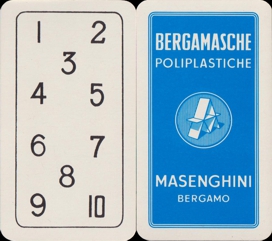 1 2
3
4 5
6 7
8
9 10
BERGAMASCHE
POLIPLASTICHE
MASENGHINI
BERGAMO